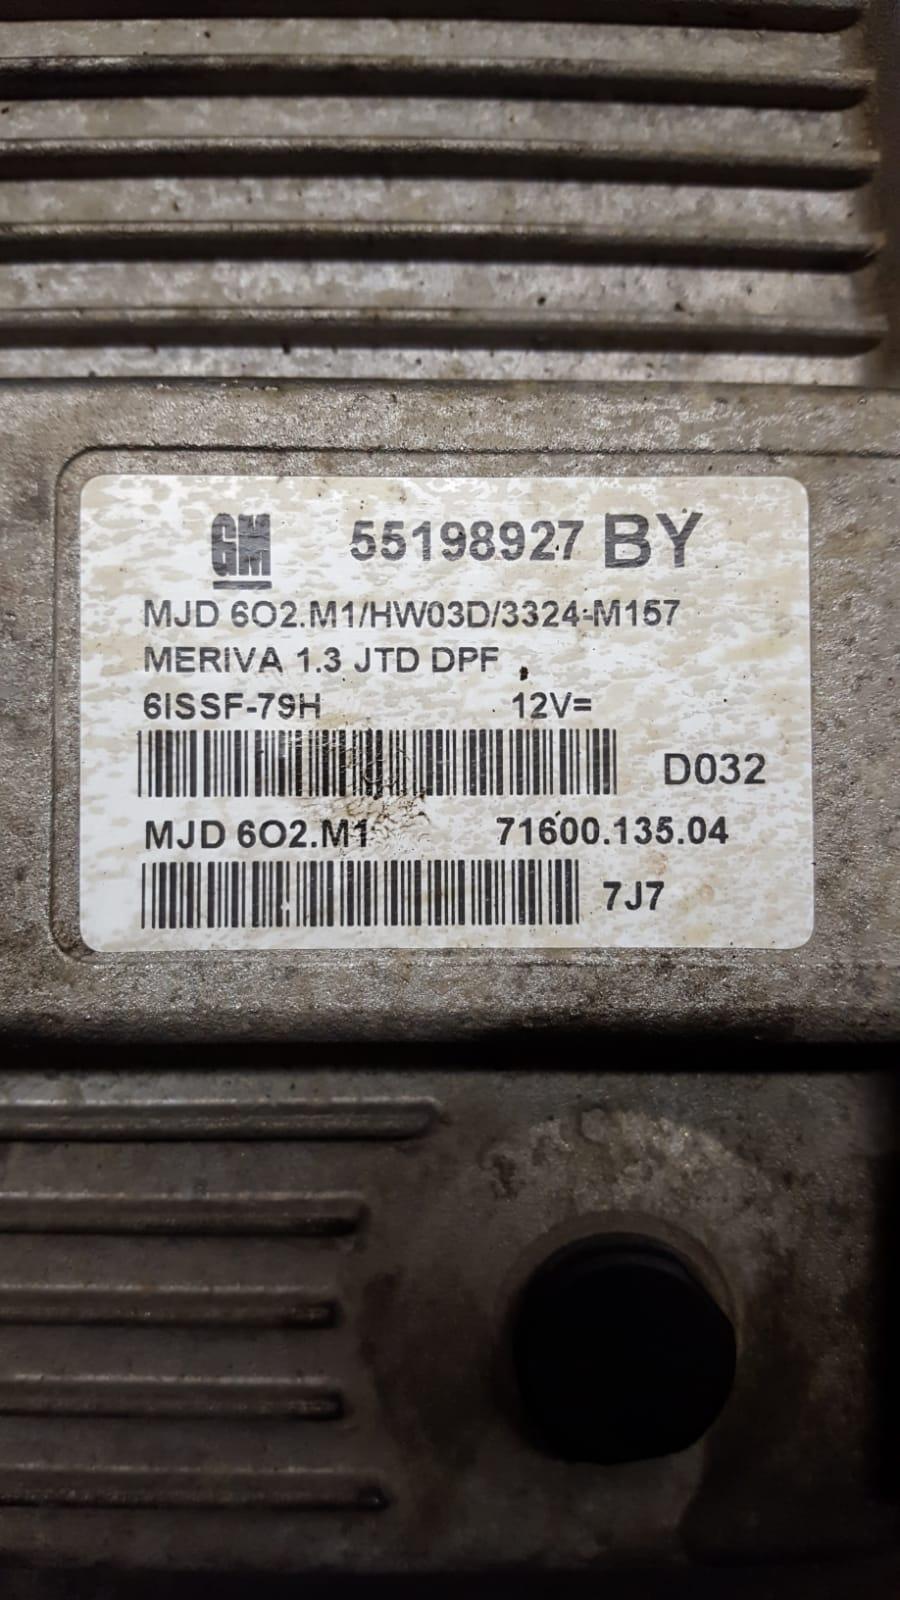 GM 55198927 BY
MJD 6O2.M1/HW03D/3324-M157
MERIVA 1.3 JTD DPF
6ISSF-79H 12V=
D032
MJD 6O2.M1 71600.135.04
7J7